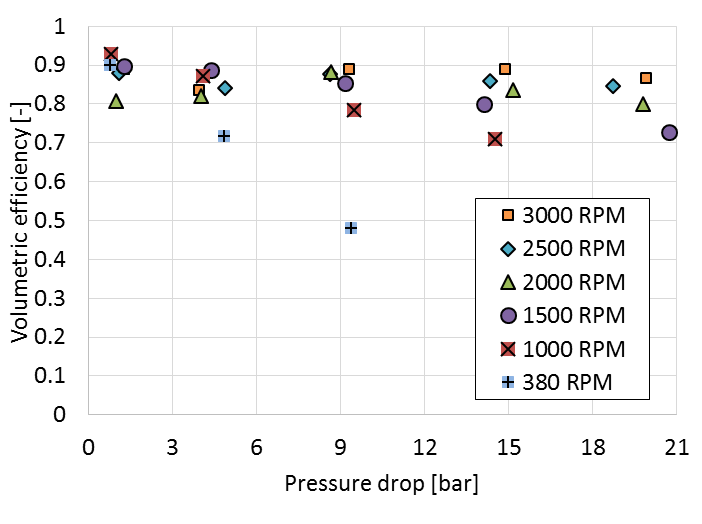 1
0.9
0.8
0.7
0.6
0.5
0.4
0.3
0.2
0.1
0
Volumetric efficiency [-]
3000 RPM
2500 RPM
2000 RPM
1500 RPM
1000 RPM
380 RPM
0 3 6 9 12 15 18 21
Pressure drop [bar]